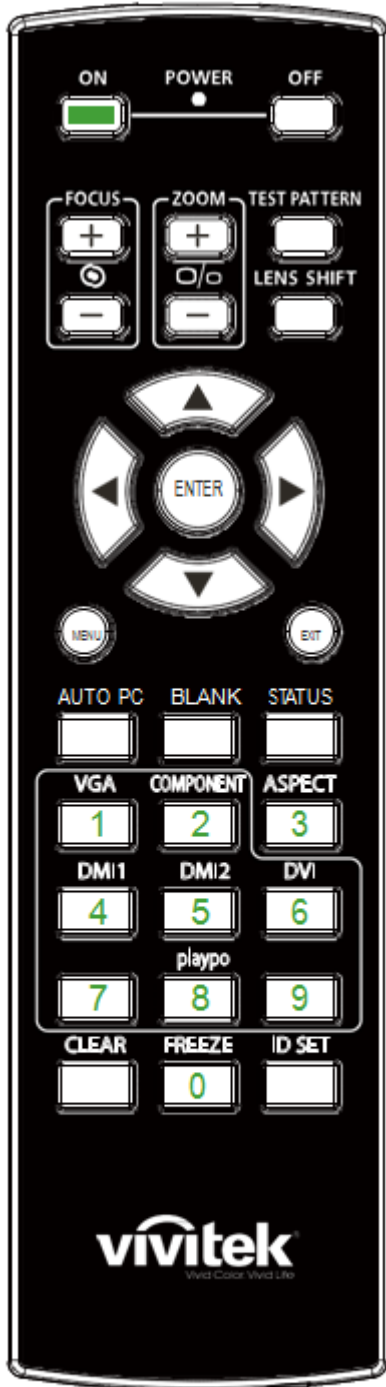 ON POWER OFF
FOCUS ZOOM TEST PATTERN
+ +
LENS SHIFT
− −
ENTER
MENU EXIT
AUTO PC BLANK STATUS
VGA COMPONENT ASPECT
1 2 3
DMI1 DMI2 DVI
4 5 6
playpo
7 8 9
CLEAR FREEZE ID SET
0
vivitek
Vivid Color, Vivid Life